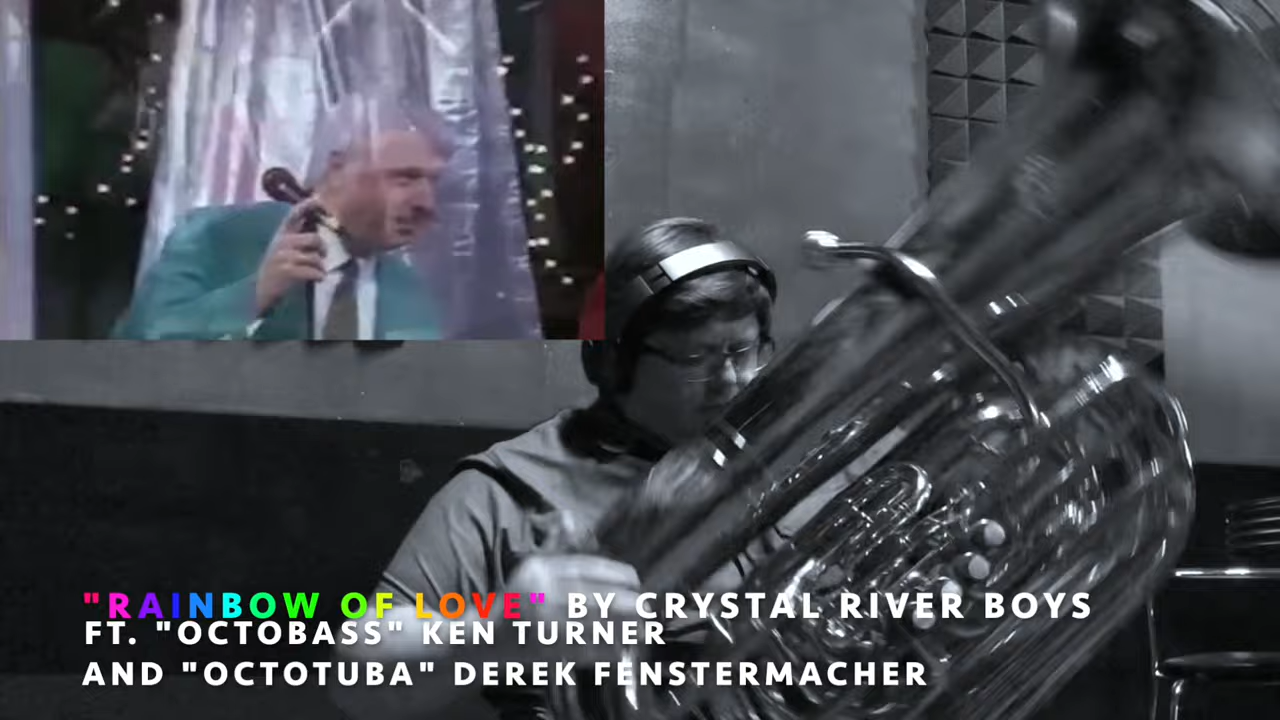 "RAINBOW OF LOVE" BY CRYSTAL RIVER BOYS
FT. "OCTOBASS" KEN TURNER
AND "OCTOTUBA" DEREK FENSTERMACHER